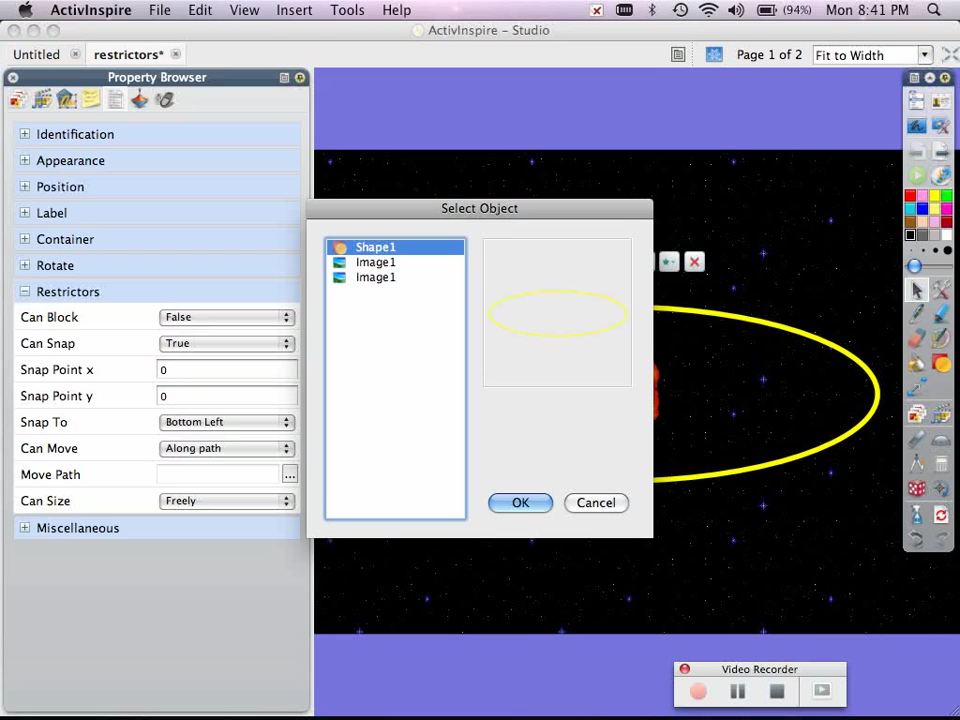 ActivInspire File Edit View Insert Tools Help (94%) Mon 8:41 PM
ActivInspire - Studio
Untitled restrictors* Page 1 of 2 Fit to Width
Property Browser
Identification
Appearance
Position
Label
Container
Rotate
Restrictors
Can Block False
Can Snap True
Snap Point x 0
Snap Point y 0
Snap To Bottom Left
Can Move Along path
Move Path ...
Can Size Freely
Miscellaneous
Select Object
Shape1
Image1
Image1
OK Cancel
Video Recorder